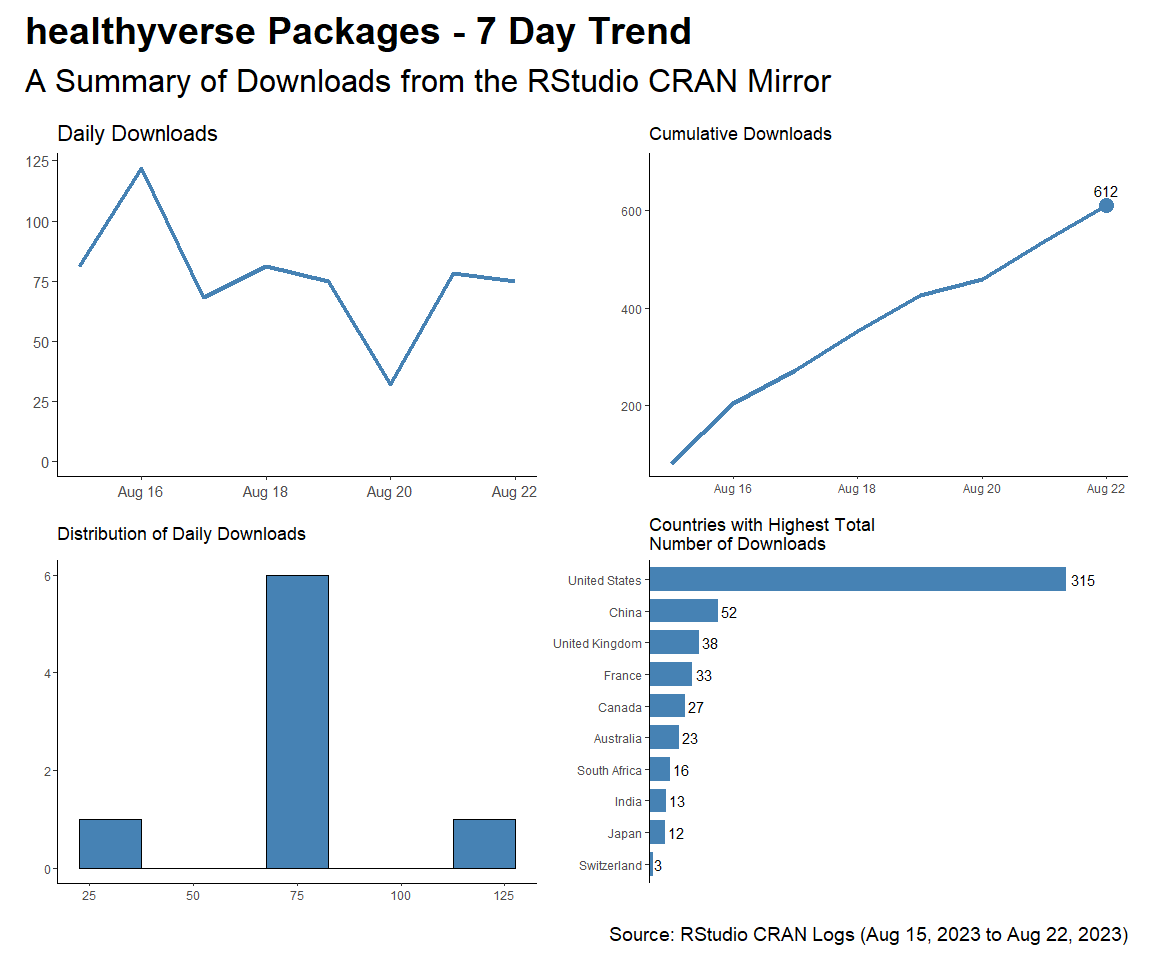 healthyverse Packages - 7 Day Trend
A Summary of Downloads from the RStudio CRAN Mirror
Daily Downloads
125
100
75
50
25
0
Aug 16 Aug 18 Aug 20 Aug 22
Cumulative Downloads
612
600
400
200
Aug 16 Aug 18 Aug 20 Aug 22
Distribution of Daily Downloads
6
4
2
0
25 50 75 100 125
Countries with Highest Total
Number of Downloads
United States 315
China 52
United Kingdom 38
France 33
Canada 27
Australia 23
South Africa 16
India 13
Japan 12
Switzerland 3
Source: RStudio CRAN Logs (Aug 15, 2023 to Aug 22, 2023)